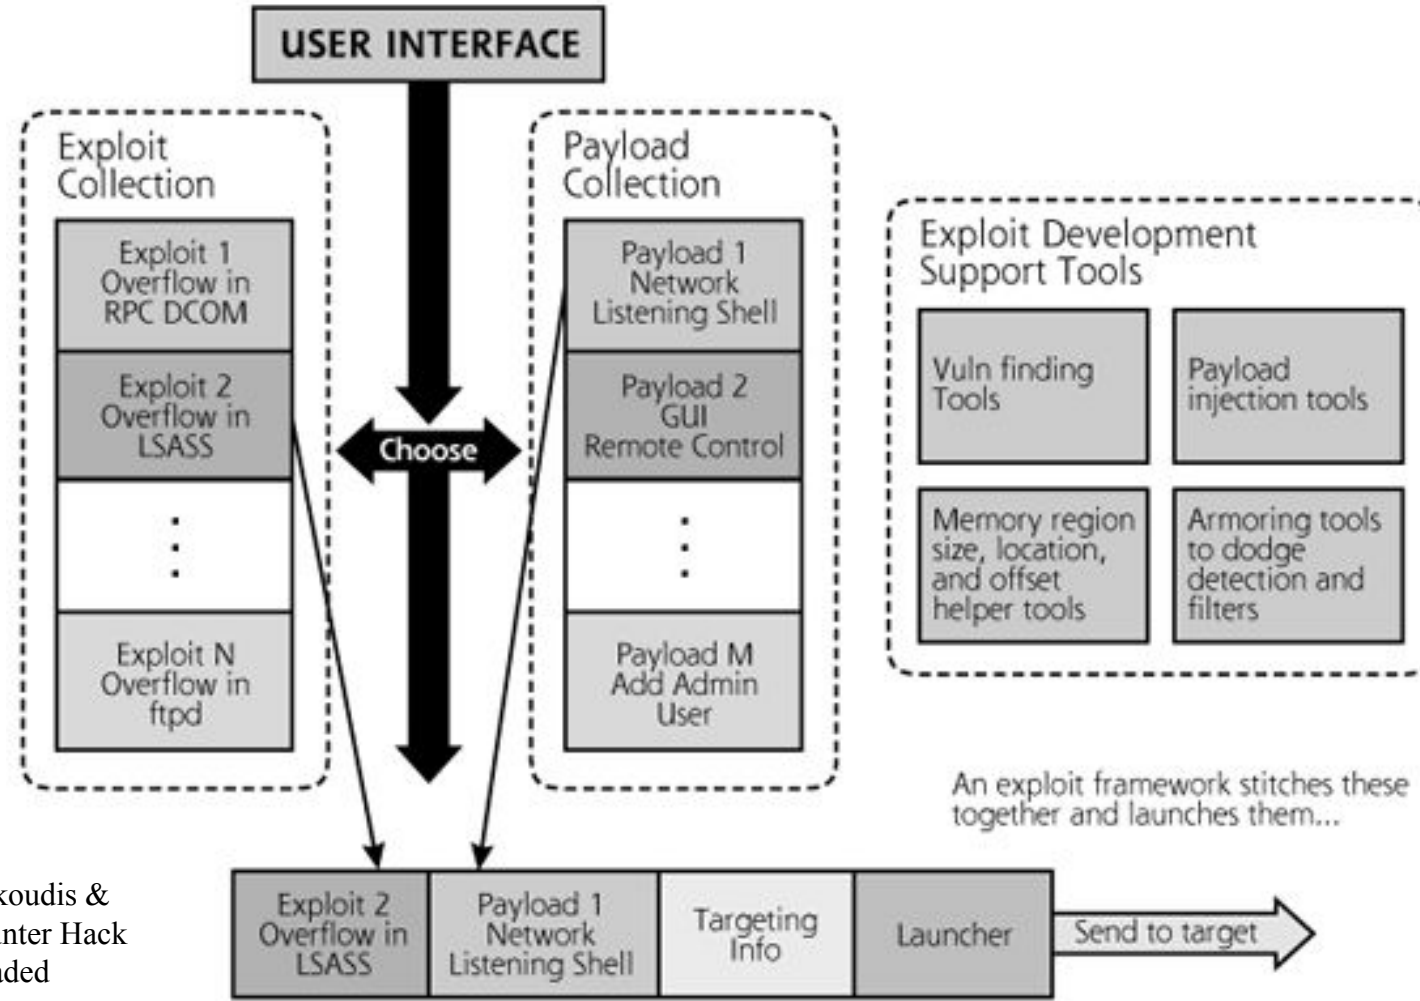 USER INTERFACE
Exploit
Collection
Exploit 1
Overflow in
RPC DCOM
Exploit 2
Overflow in
LSASS
Exploit N
Overflow in
ftpd
Choose
Payload
Collection
Payload 1
Network
Listening Shell
Payload 2
GUI
Remote Control
Payload M
Add Admin
User
Exploit Development
Support Tools
Vuln finding
Tools
Payload
injection tools
Memory region
size, location,
and offset
helper tools
Armoring tools
to dodge
detection and
filters
An exploit framework stitches these
together and launches them...
koudis &
nter Hack
ded
Exploit 2
Overflow in
LSASS
Payload 1
Network
Listening Shell
Targeting
Info
Launcher
Send to target